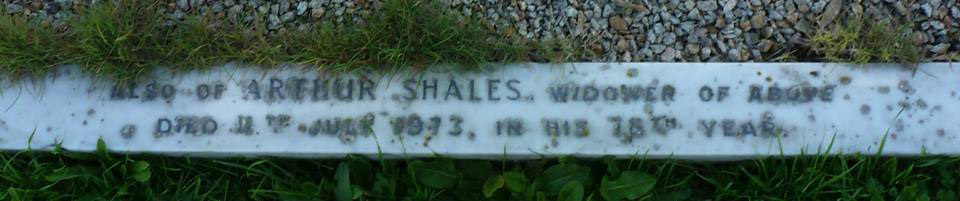 ALSO OF ARTHUR SHALES. WIDOWER OF ABOVE
DIED 11TH JULY 1973. IN HIS 78TH YEAR.